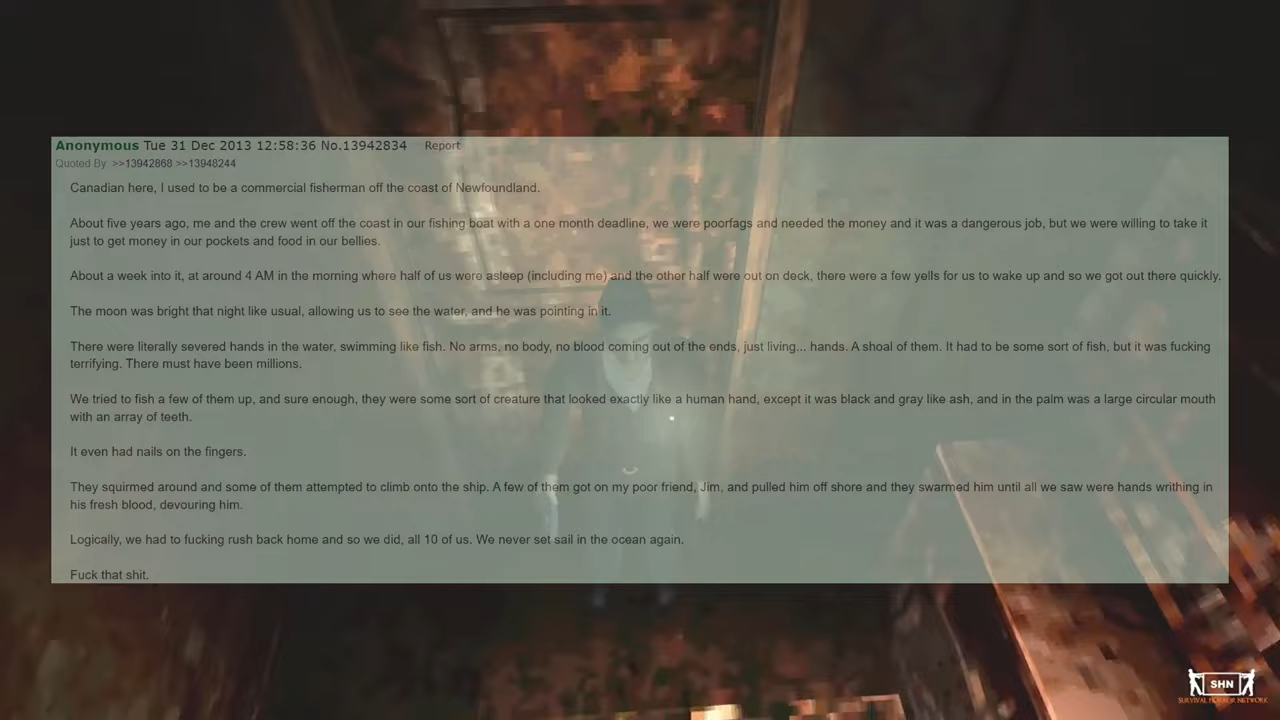 Anonymous Tue 31 Dec 2013 12:58:36 No.13942834 Report
Quoted By: >>13942868 >>13948244
Canadian here, I used to be a commercial fisherman off the coast of Newfoundland.
About five years ago, me and the crew went off the coast in our fishing boat with a one month deadline, we were poorfags and needed the money and it was a dangerous job, but we were willing to take it
just to get money in our pockets and food in our bellies.
About a week into it, at around 4 AM in the morning where half of us were asleep (including me) and the other half were out on deck, there were a few yells for us to wake up and so we got out there quickly.
The moon was bright that night like usual, allowing us to see the water, and he was pointing in it.
There were literally severed hands in the water, swimming like fish. No arms, no body, no blood coming out of the ends, just living... hands. A shoal of them. It had to be some sort of fish, but it was fucking
terrifying. There must have been millions.
We tried to fish a few of them up, and sure enough, they were some sort of creature that looked exactly like a human hand, except it was black and gray like ash, and in the palm was a large circular mouth
with an array of teeth.
It even had nails on the fingers.
They squirmed around and some of them attempted to climb onto the ship. A few of them got on my poor friend, Jim, and pulled him off shore and they swarmed him until all we saw were hands writhing in
his fresh blood, devouring him.
Logically, we had to fucking rush back home and so we did, all 10 of us. We never set sail in the ocean again.
Fuck that shit.
SHN
SURVIVAL HORROR NETWORK